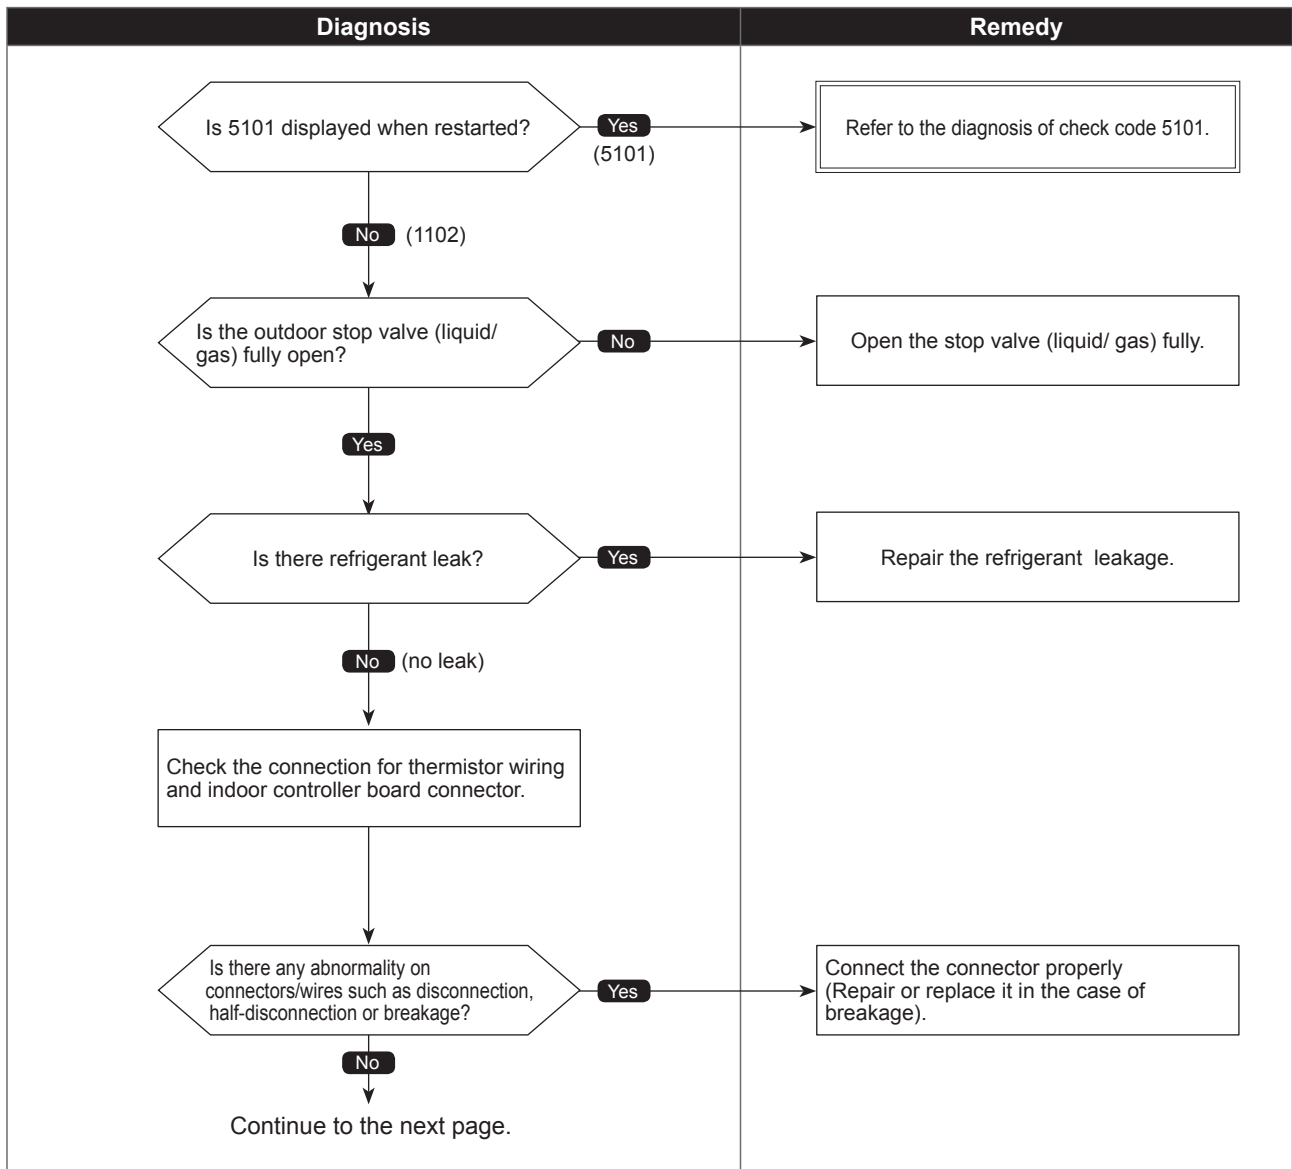 Diagnosis
Remedy
Is 5101 displayed when restarted?
Yes
(5101)
Refer to the diagnosis of check code 5101.
No (1102)
Is the outdoor stop valve (liquid/
gas) fully open?
No
Open the stop valve (liquid/ gas) fully.
Yes
Is there refrigerant leak?
Yes
Repair the refrigerant leakage.
No (no leak)
Check the connection for thermistor wiring
and indoor controller board connector.
Is there any abnormality on
connectors/wires such as disconnection,
half-disconnection or breakage?
Yes
Connect the connector properly
(Repair or replace it in the case of
breakage).
No
Continue to the next page.